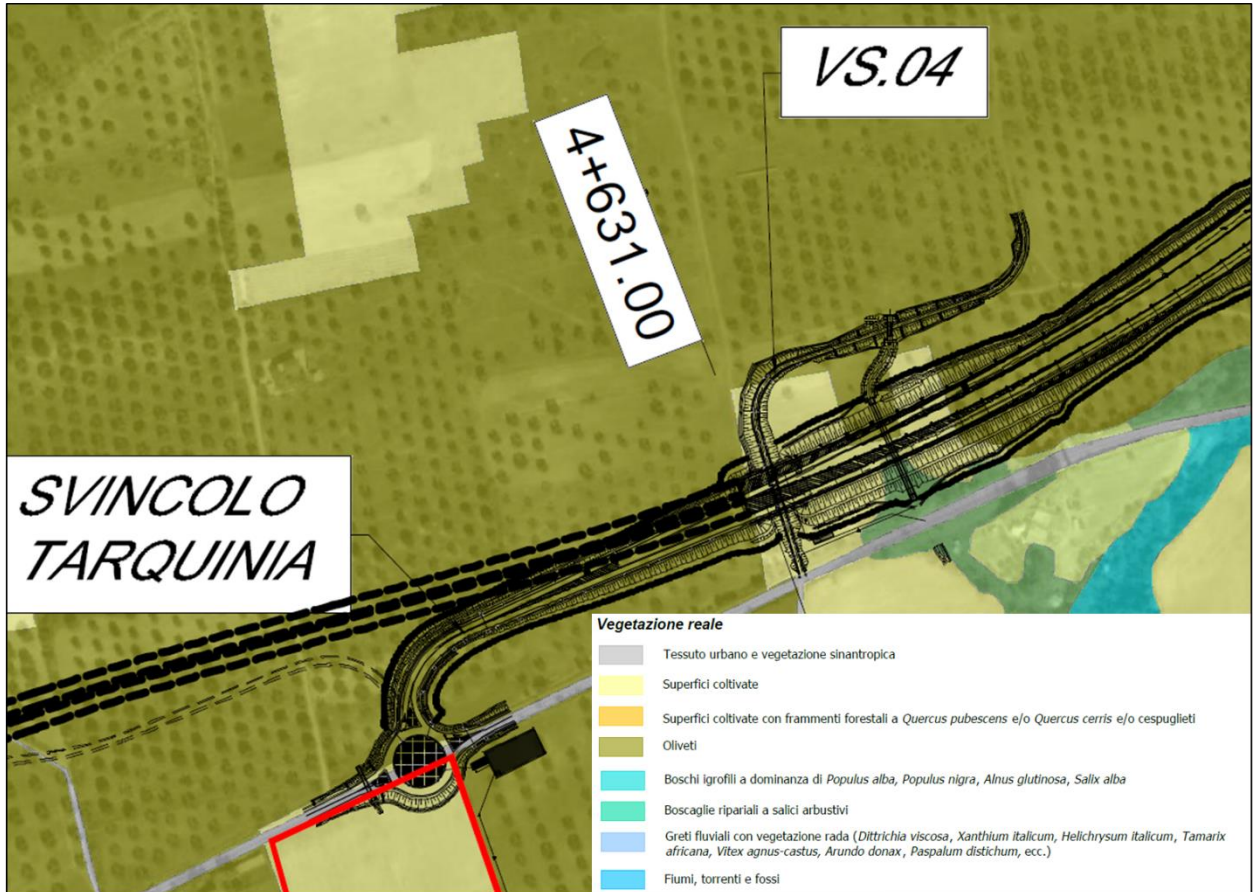 VS.04
4+631.00
SVINCOLO
TARQUINIA
Vegetazione reale
Tessuto urbano e vegetazione sinantropica
Superfici coltivate
Superfici coltivate con frammenti forestali a Quercus pubescens e/o Quercus cerris e/o cespuglieti
Oliveti
Boschi igrofili a dominanza di Populus alba, Populus nigra, Alnus glutinosa, Salix alba
Boscaglie ripariali a salici arbustivi
Greti fluviali con vegetazione rada (Dittrichia viscosa, Xanthium italicum, Helichrysum italicum, Tamarix
africana, Vitex agnus-castus, Arundo donax, Paspalum distichum, ecc.)
Fiumi, torrenti e fossi